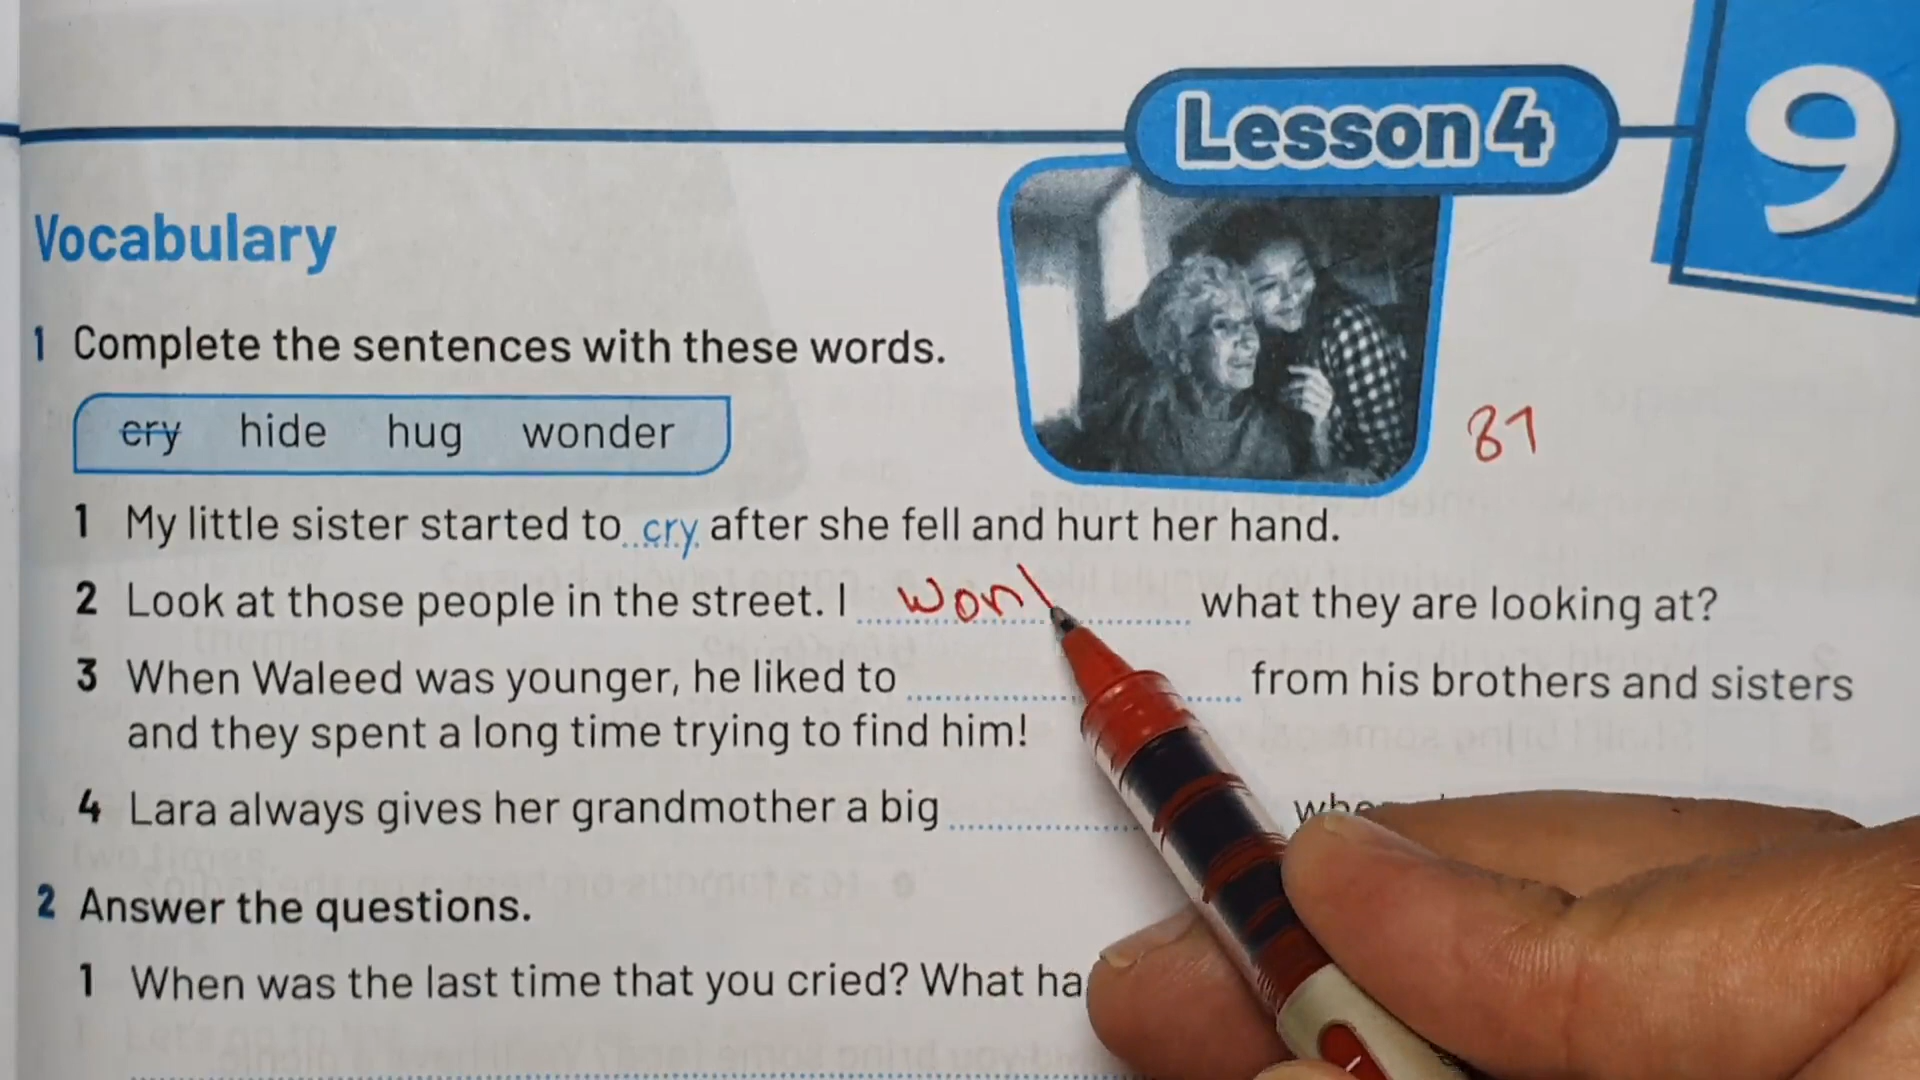 Lesson 4
9
Vocabulary
1 Complete the sentences with these words.
cry hide hug wonder
81
1 My little sister started to cry after she fell and hurt her hand.
2 Look at those people in the street. I won what they are looking at?
3 When Waleed was younger, he liked to from his brothers and sisters
and they spent a long time trying to find him!
4 Lara always gives her grandmother a big
2 Answer the questions.
1 When was the last time that you cried? What ha